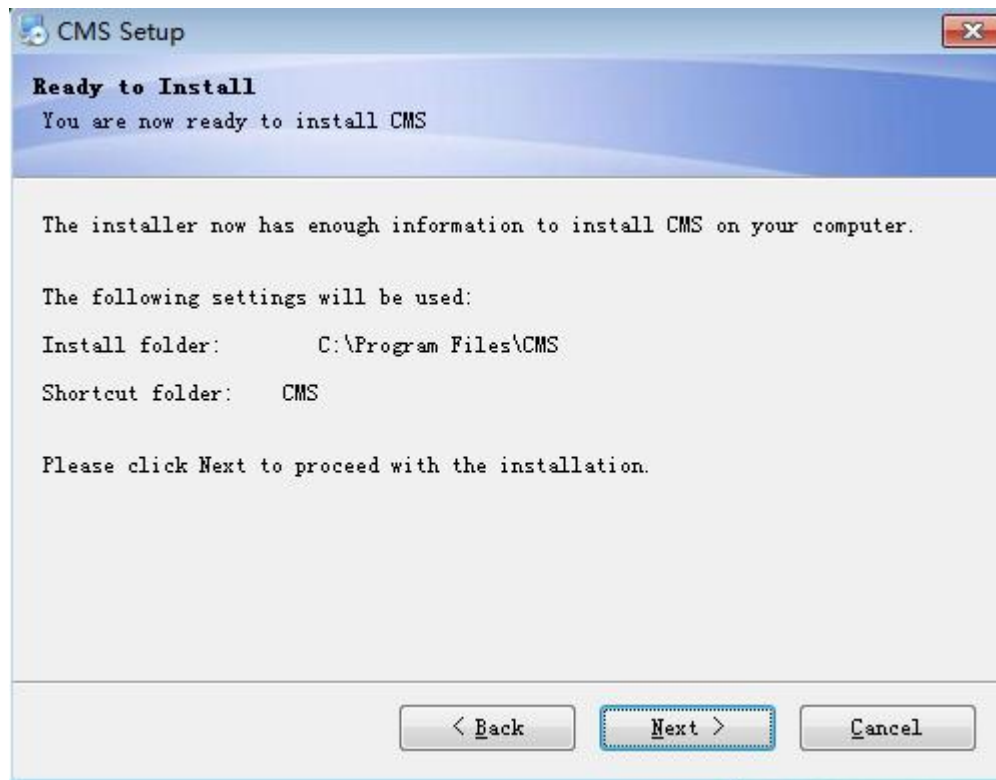 CMS Setup
Ready to Install
You are now ready to install CMS
The installer now has enough information to install CMS on your computer.
The following settings will be used:
Install folder: C:\Program Files\CMS
Shortcut folder: CMS
Please click Next to proceed with the installation.
< Back Next > Cancel